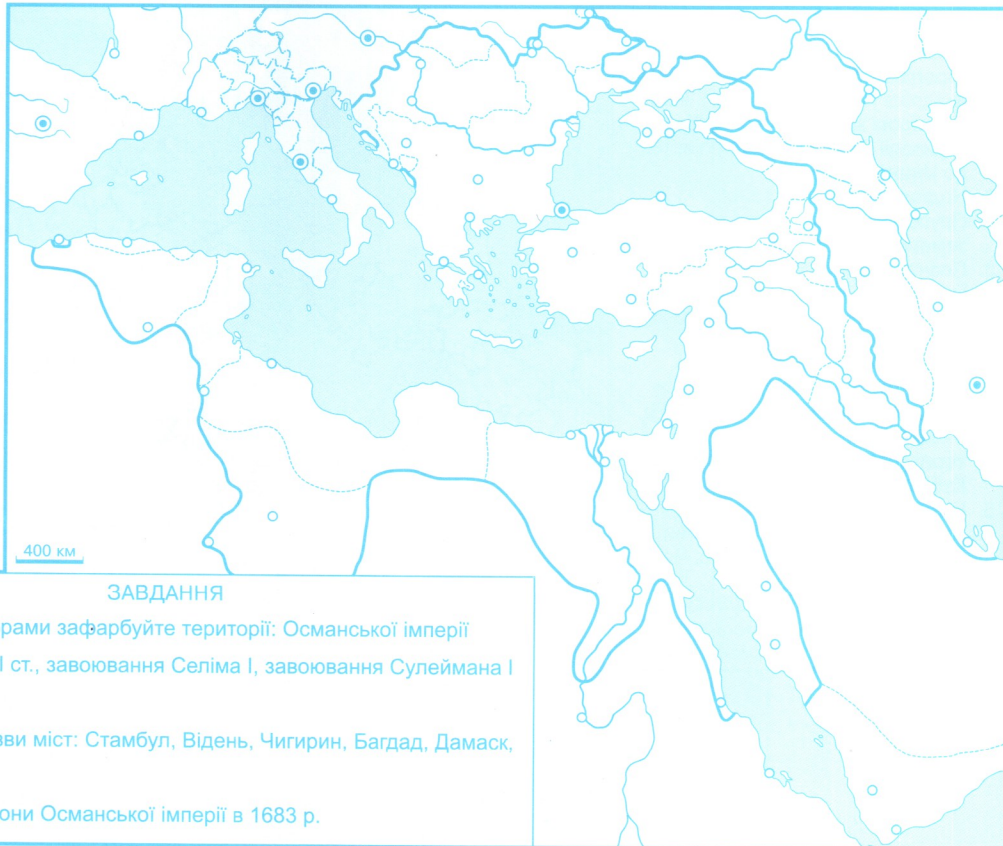 400 км
ЗАВДАННЯ
рами зафарбуйте території: Османської імперії
І ст., завоювання Селіма І, завоювання Сулеймана І
зви міст: Стамбул, Відень, Чигирин, Багдад, Дамаск,
они Османської імперії в 1683 р.